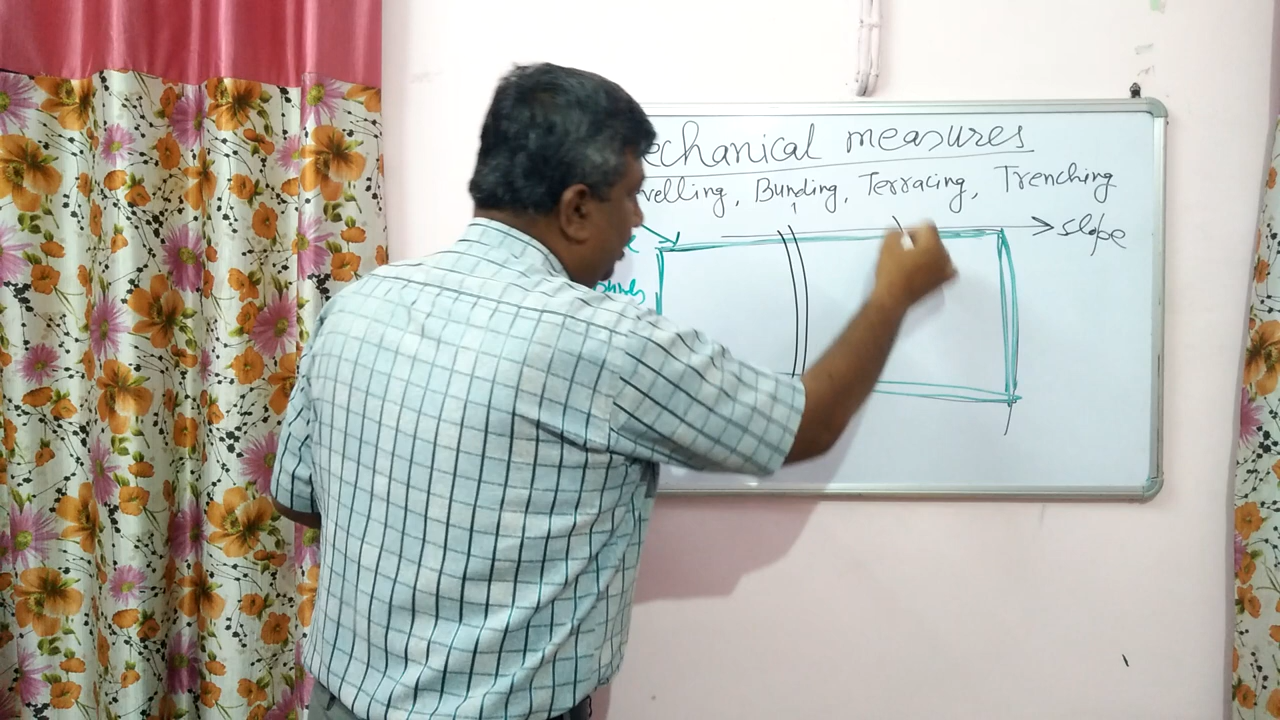 echanical measures
velling, Bunding, Terracing, Trenching
slope